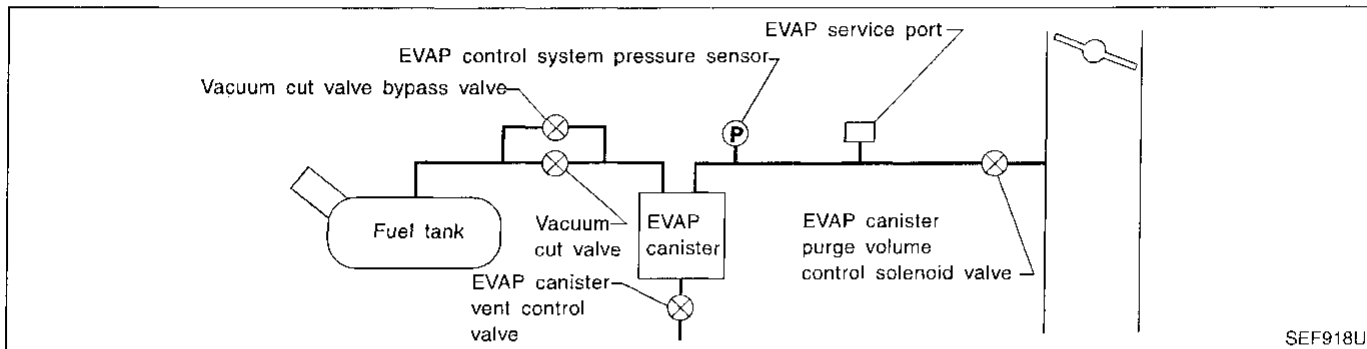 EVAP service port
EVAP control system pressure sensor
Vacuum cut valve bypass valve
P
Fuel tank
Vacuum
cut valve
EVAP
canister
EVAP canister
purge volume
control solenoid valve
EVAP canister
vent control
valve
SEF918U